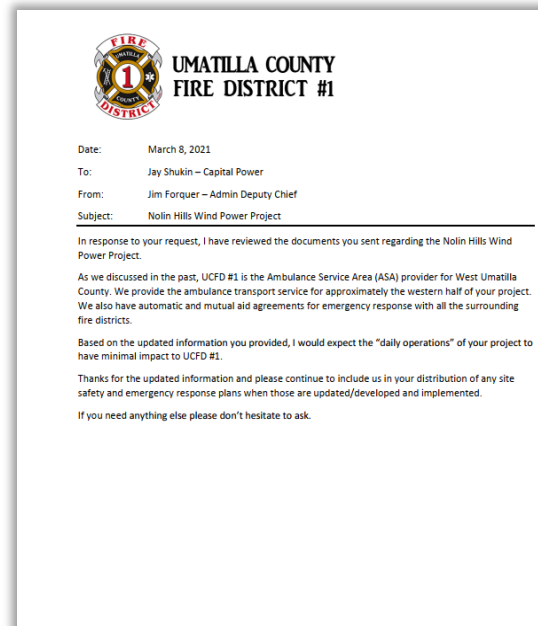 FIRE
UMATILLA
1
COUNTY
DISTRICT
UMATILLA COUNTY
FIRE DISTRICT #1
Date: March 8, 2021
To: Jay Shukin – Capital Power
From: Jim Forquer – Admin Deputy Chief
Subject: Nolin Hills Wind Power Project
In response to your request, I have reviewed the documents you sent regarding the Nolin Hills Wind
Power Project.
As we discussed in the past, UCFD #1 is the Ambulance Service Area (ASA) provider for West Umatilla
County. We provide the ambulance transport service for approximately the western half of your project.
We also have automatic and mutual aid agreements for emergency response with all the surrounding
fire districts.
Based on the updated information you provided, I would expect the “daily operations” of your project to
have minimal impact to UCFD #1.
Thanks for the updated information and please continue to include us in your distribution of any site
safety and emergency response plans when those are updated/developed and implemented.
If you need anything else please don’t hesitate to ask.